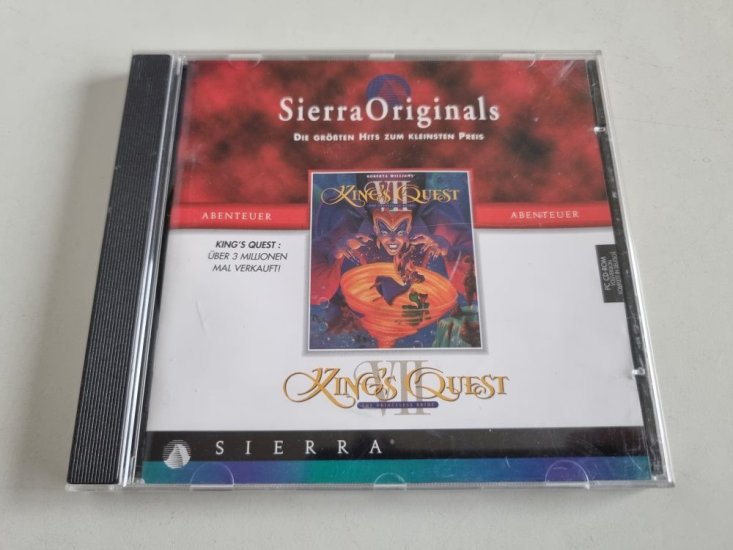 SierraOriginals
DIE GRÖßTEN HITS ZUM KLEINSTEN PREIS
ROBERTA WILLIAMS'
VII
KING'S QUEST
ABENTEUER
ABENTEUER
KING'S QUEST :
ÜBER 3 MILLIONEN
MAL VERKAUFT!
PC CD-ROM
VII
KING'S QUEST
THE PRINCELESS BRIDE
SIERRA®